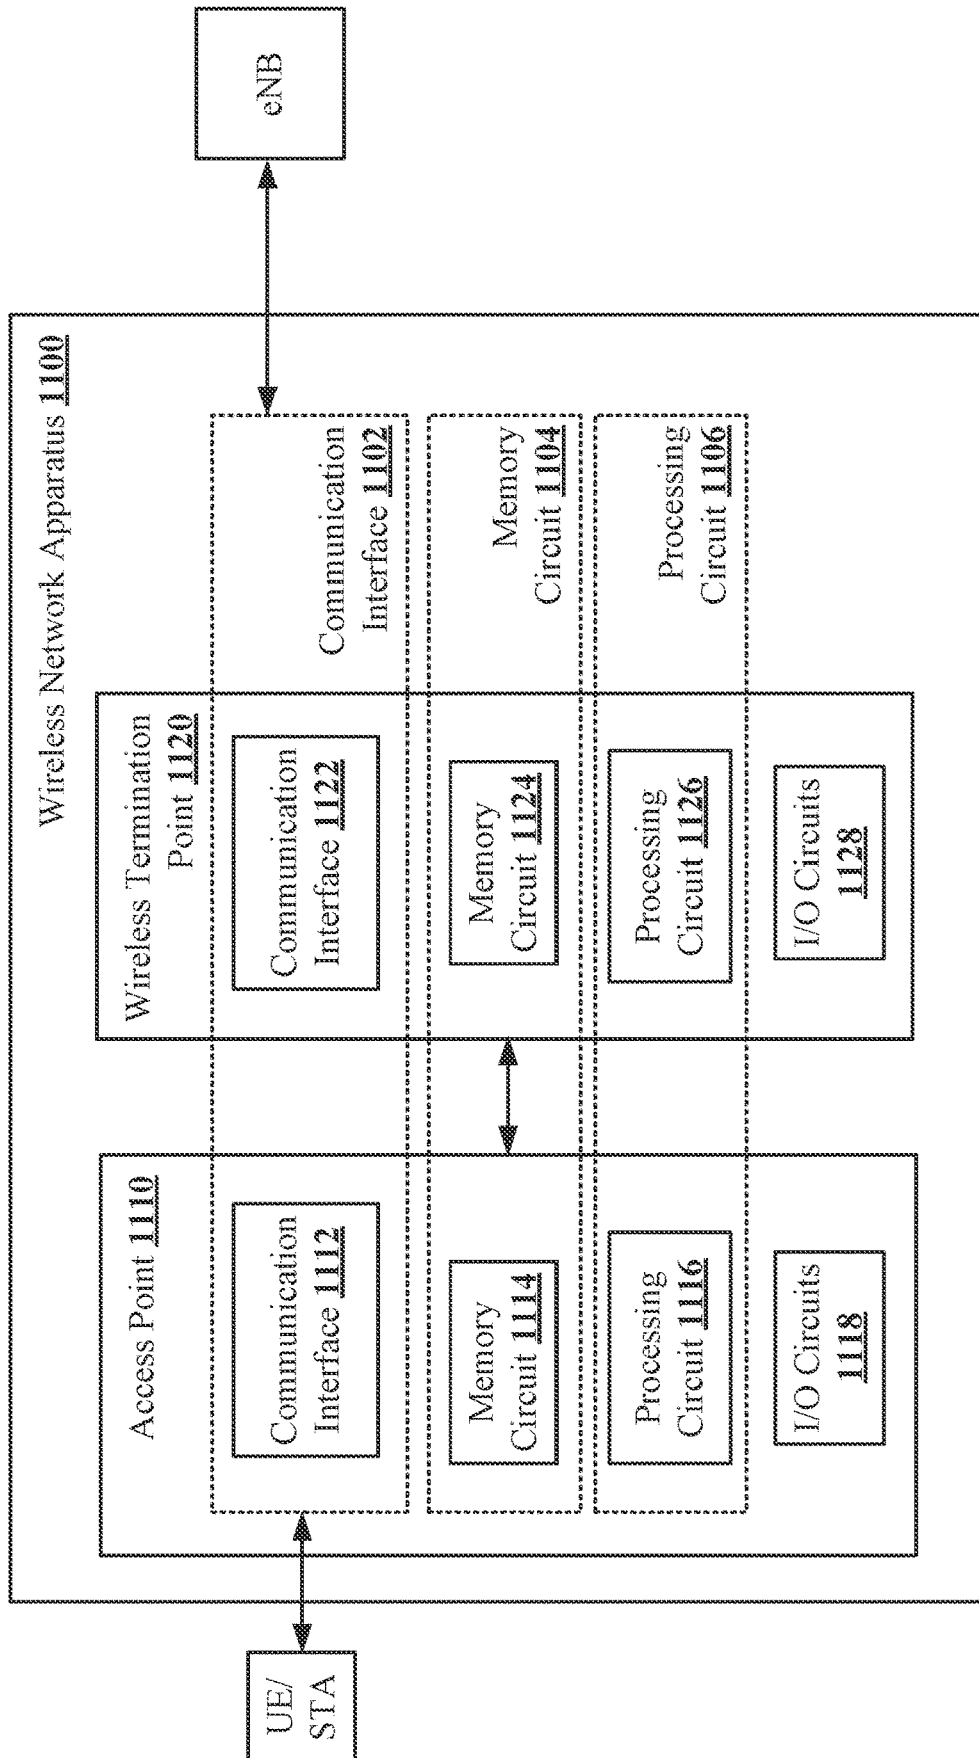 Wireless Network Apparatus 1100
Access Point 1110
Communication
Interface 1112
Memory
Circuit 1114
Processing
Circuit 1116
I/O Circuits
1118
Wireless Termination
Point 1120
Communication
Interface 1122
Memory
Circuit 1124
Processing
Circuit 1126
I/O Circuits
1128
Communication
Interface 1102
Memory
Circuit 1104
Processing
Circuit 1106
UE/
STA
eNB